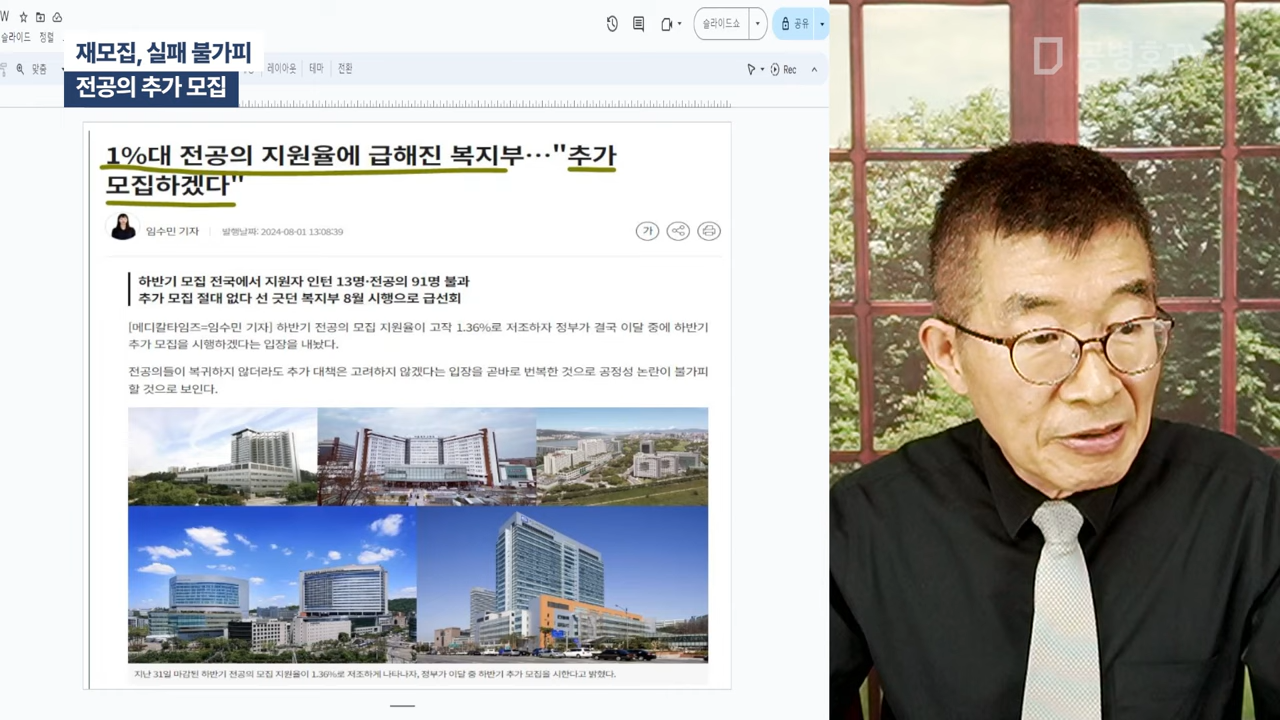 W
슬라이드 정렬
슬라이드쇼
공유
맞춤
레이아웃
테마
전환
Rec
재모집, 실패 불가피
전공의 추가 모집
공병호TV
1%대 전공의 지원율에 급해진 복지부…"추가
모집하겠다"
임수민 기자
발행날짜: 2024-08-01 13:08:39
가
하반기 모집 전국에서 지원자 인턴 13명·전공의 91명 불과
추가 모집 절대 없다 선 긋던 복지부 8월 시행으로 급선회
[메디칼타임즈=임수민 기자] 하반기 전공의 모집 지원율이 고작 1.36%로 저조하자 정부가 결국 이달 중에 하반기
추가 모집을 시행하겠다는 입장을 내놨다.
전공의들이 복귀하지 않더라도 추가 대책은 고려하지 않겠다는 입장을 곧바로 번복한 것으로 공정성 논란이 불가피
할 것으로 보인다.
지난 31일 마감된 하반기 전공의 모집 지원율이 1.36%로 저조하게 나타나자, 정부가 이달 중 하반기 추가 모집을 시한다고 밝혔다.